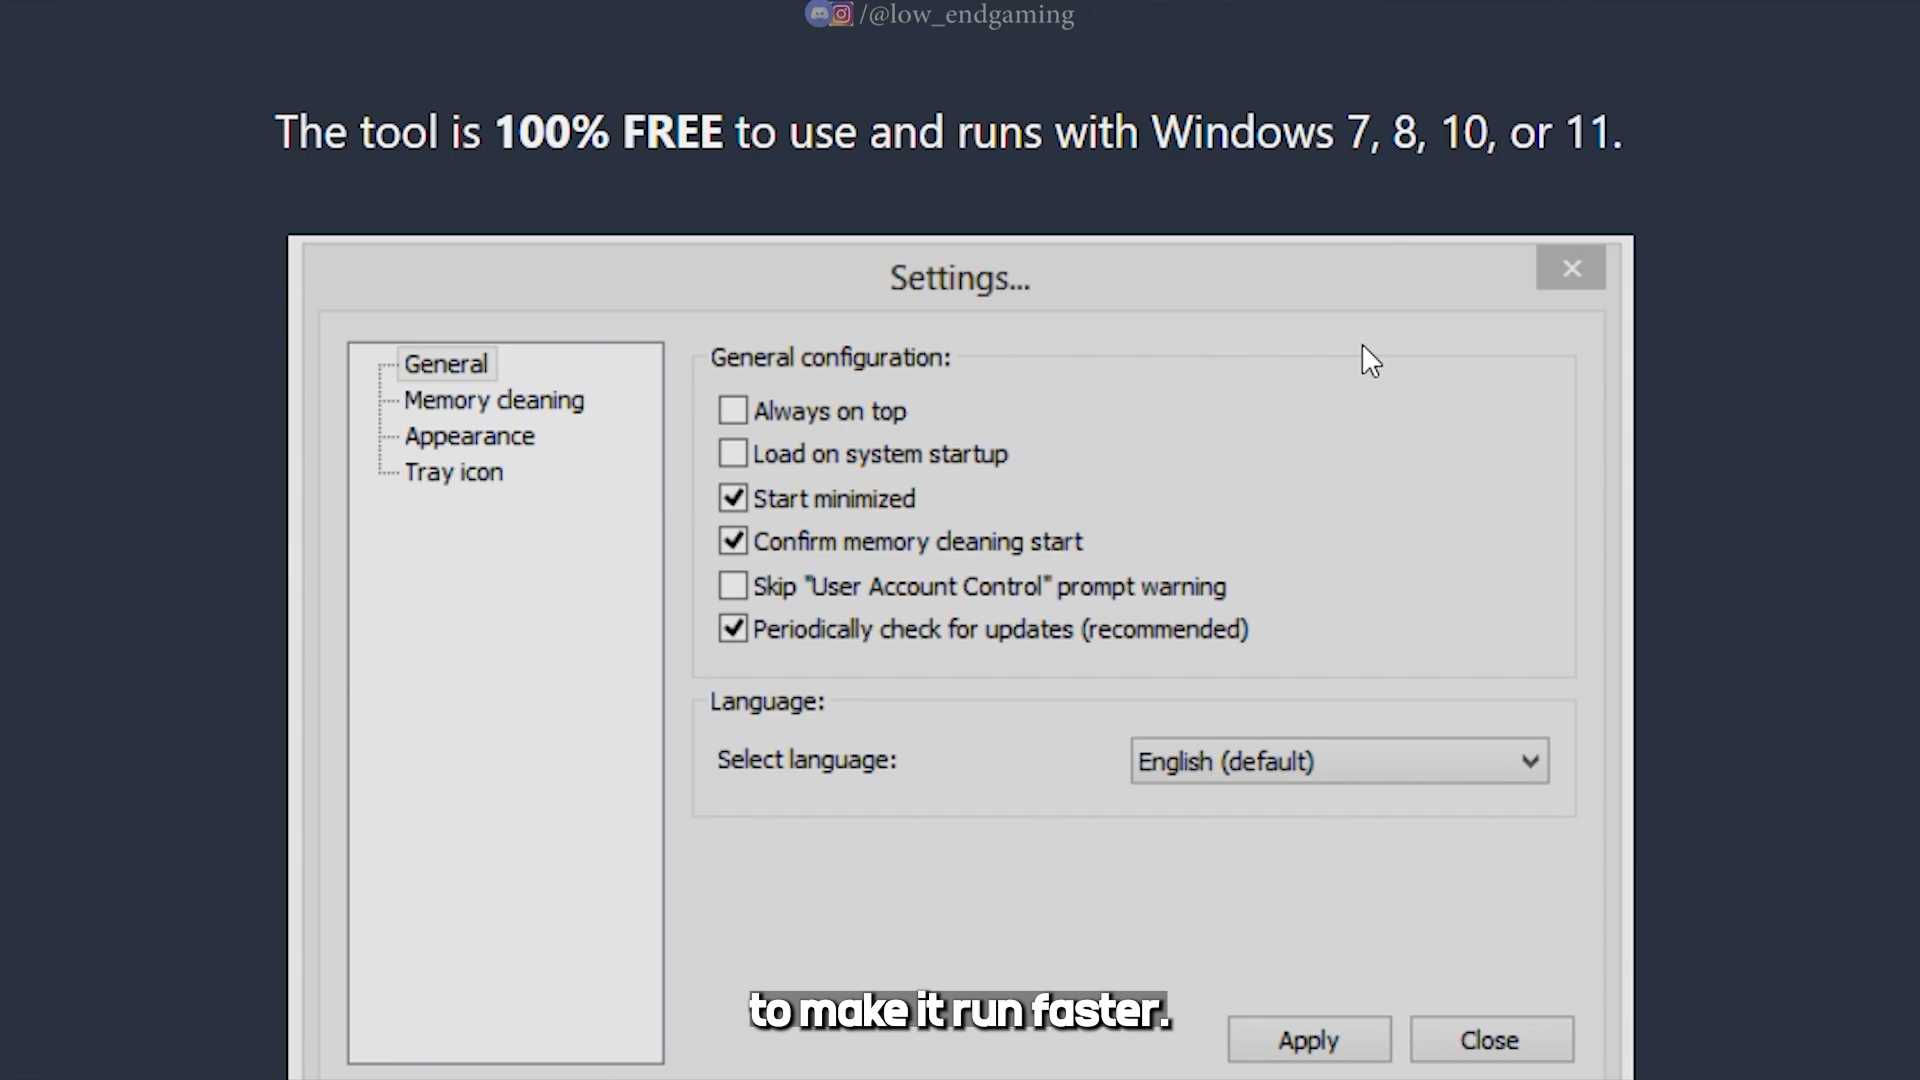 /@low_endgaming
The tool is 100% FREE to use and runs with Windows 7, 8, 10, or 11.
Settings...
General
Memory cleaning
Appearance
Tray icon
General configuration:
Always on top
Load on system startup
Start minimized
Confirm memory cleaning start
Skip "User Account Control" prompt warning
Periodically check for updates (recommended)
Language:
Select language:
English (default)
to make it run faster.
Apply
Close